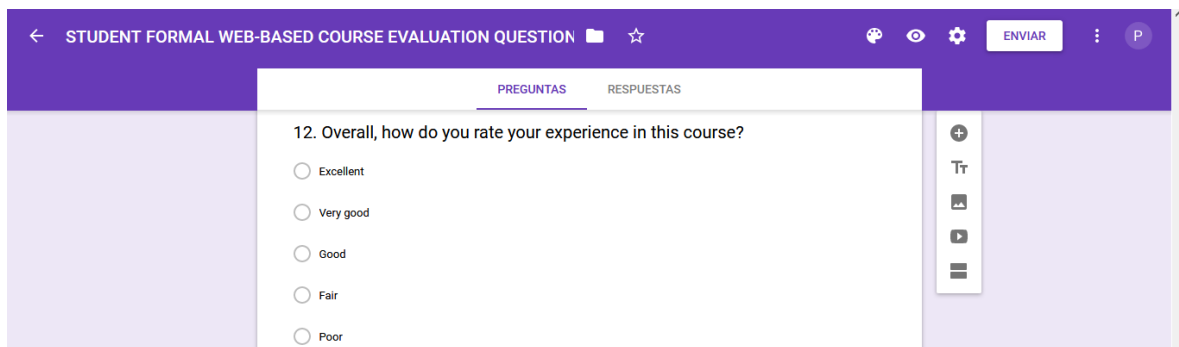 STUDENT FORMAL WEB-BASED COURSE EVALUATION QUESTION
ENVIAR
P
PREGUNTAS RESPUESTAS
12. Overall, how do you rate your experience in this course?
Excellent
Tт
Very good
Good
Fair
Poor